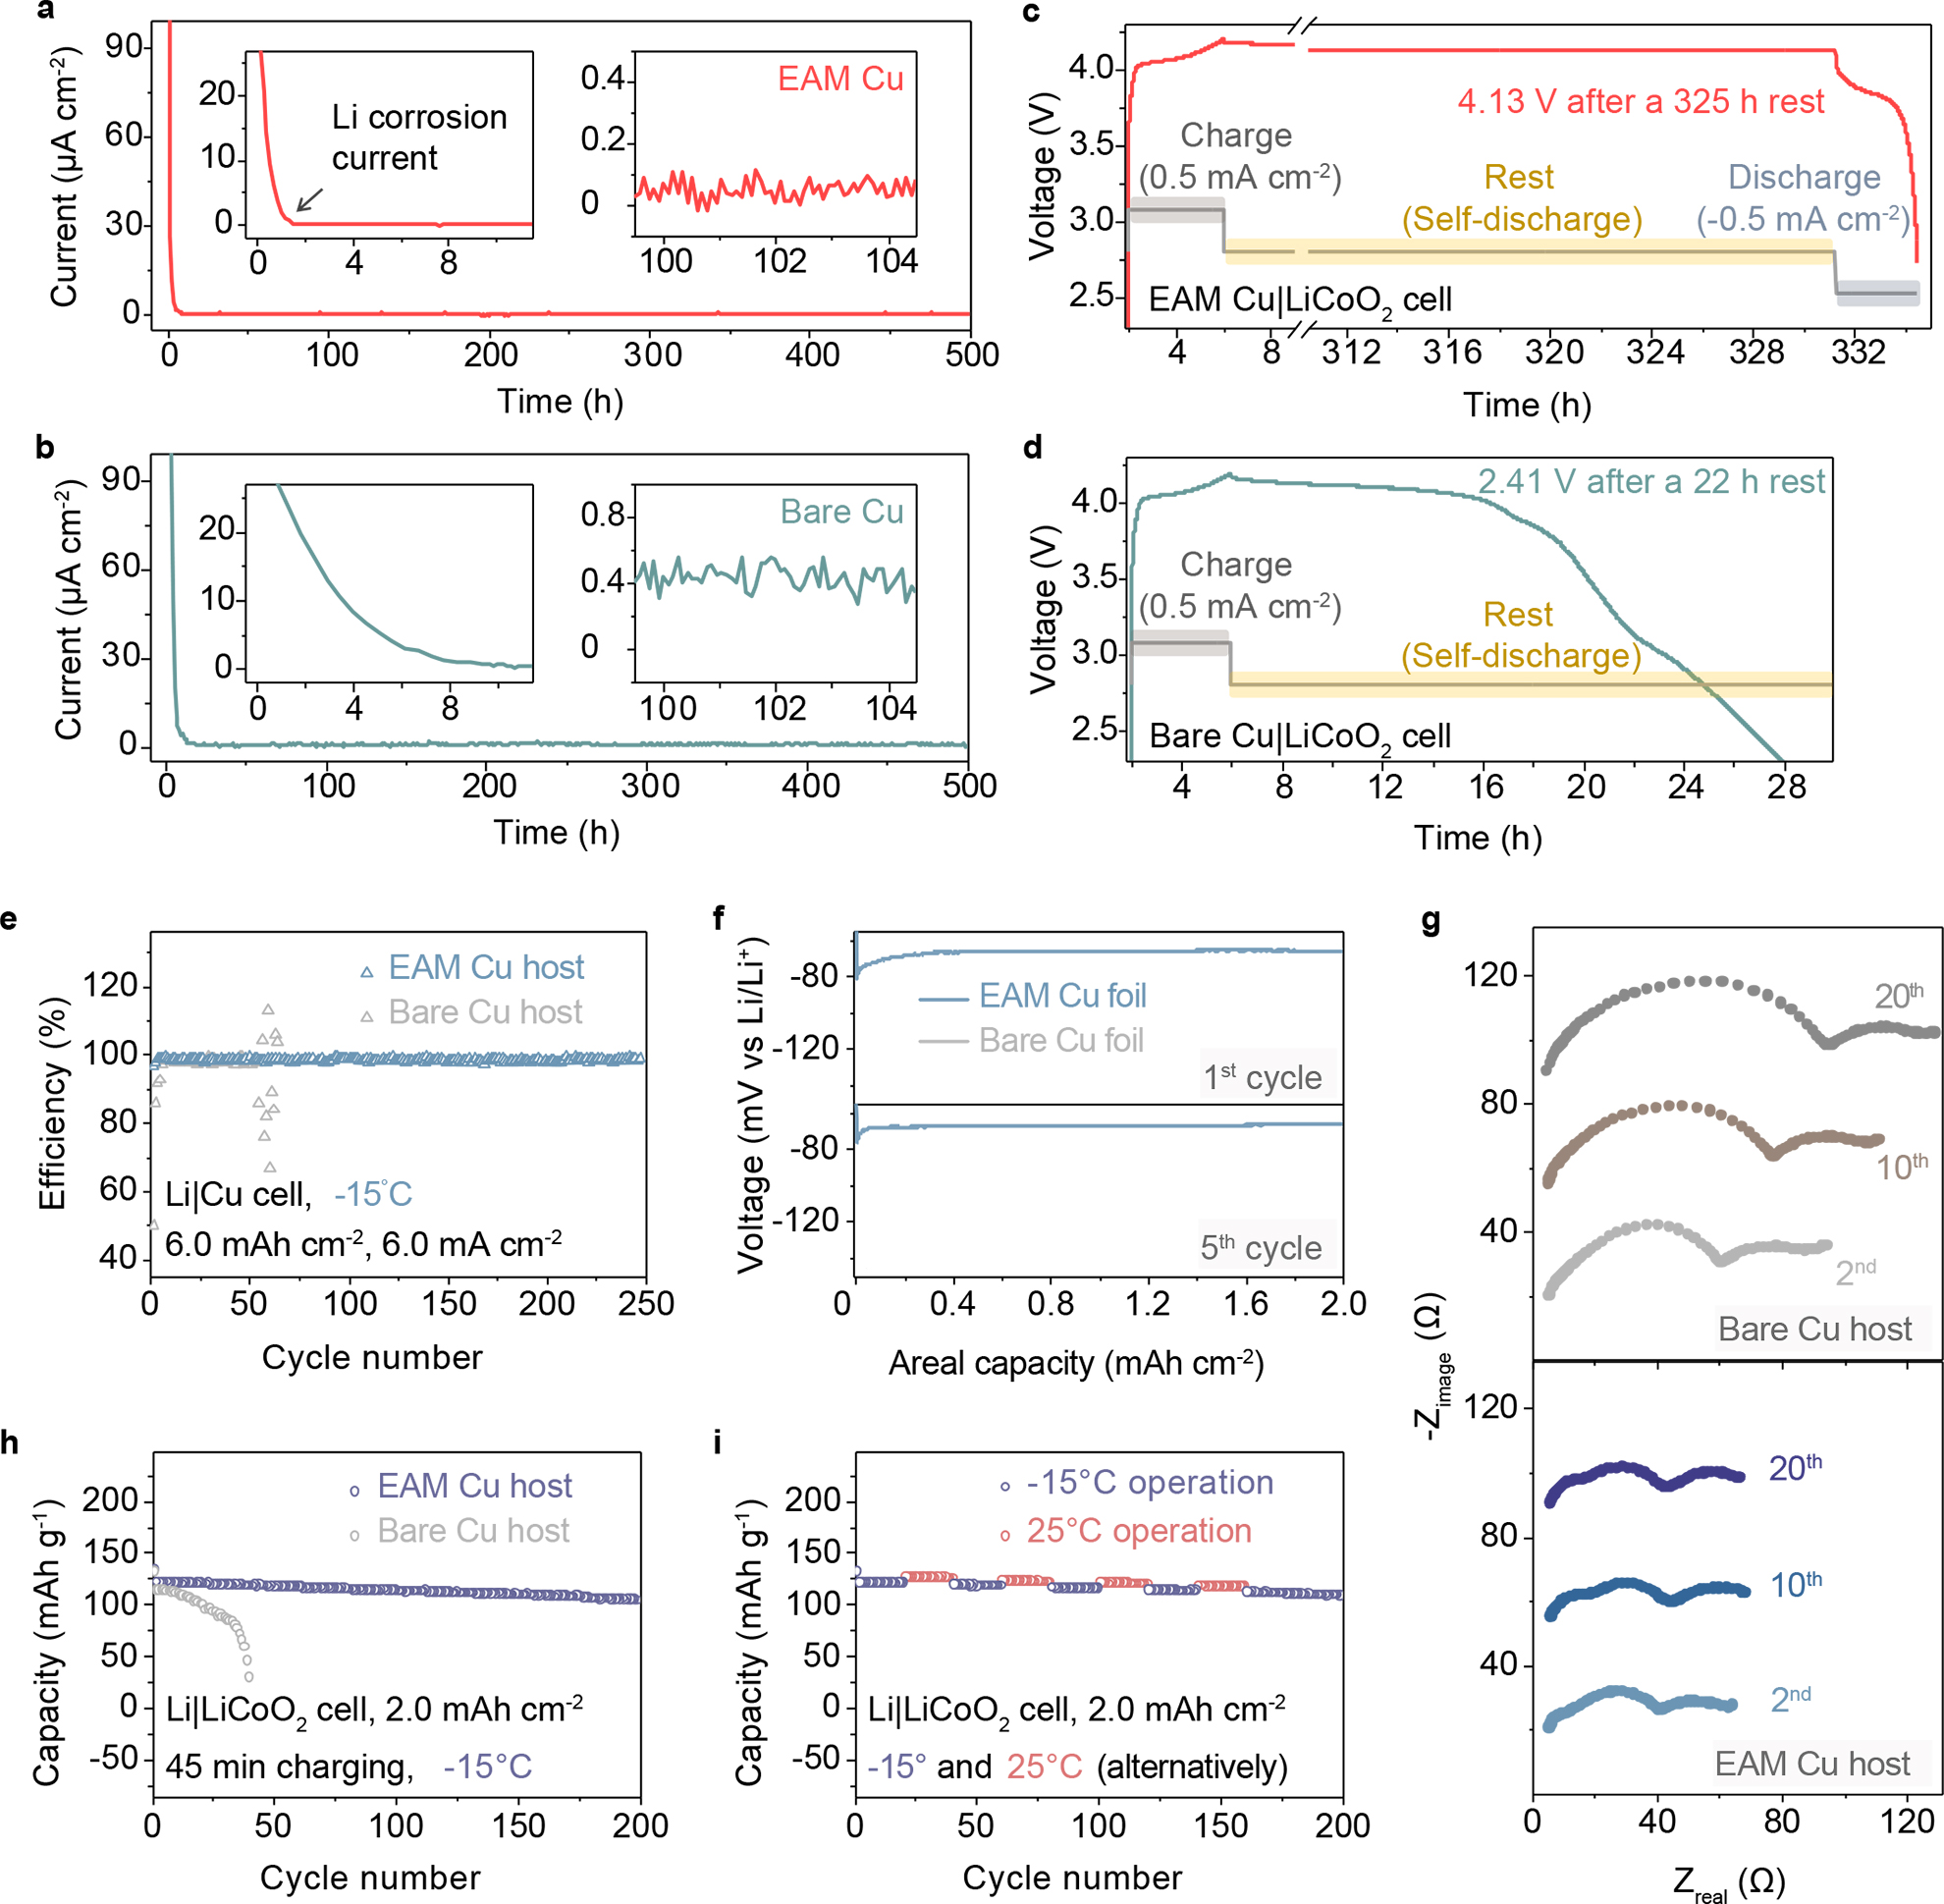 a
Current (μA cm-2)
90
60
30
0
20
10
0
Li corrosion
current
0 4 8
0.4
0.2
0
EAM Cu
100 102 104
0 100 200 300 400 500
Time (h)
c
Voltage (V)
4.0
3.5
3.0
2.5
4.13 V after a 325 h rest
Charge
(0.5 mA cm-2)
Rest
(Self-discharge)
Discharge
(-0.5 mA cm-2)
EAM Cu|LiCoO2 cell
4 8 312 316 320 324 328 332
Time (h)
b
Current (μA cm-2)
90
60
30
0
20
10
0
0 4 8
0.8
0.4
0
Bare Cu
100 102 104
0 100 200 300 400 500
Time (h)
d
Voltage (V)
4.0
3.5
3.0
2.5
2.41 V after a 22 h rest
Charge
(0.5 mA cm-2)
Rest
(Self-discharge)
Bare Cu|LiCoO2 cell
4 8 12 16 20 24 28
Time (h)
e
Efficiency (%)
120
100
80
60
40
EAM Cu host
Bare Cu host
Li|Cu cell, -15°C
6.0 mAh cm-2, 6.0 mA cm-2
0 50 100 150 200 250
Cycle number
f
Voltage (mV vs Li/Li+)
-80
-120
-80
-120
EAM Cu foil
Bare Cu foil
1st cycle
5th cycle
0 0.4 0.8 1.2 1.6 2.0
Areal capacity (mAh cm-2)
g
-Zimage (Ω)
120
80
40
20th
10th
2nd
Bare Cu host
120
80
40
20th
10th
2nd
EAM Cu host
0 40 80 120
Zreal (Ω)
h
Capacity (mAh g-1)
200
150
100
50
0
-50
EAM Cu host
Bare Cu host
Li|LiCoO2 cell, 2.0 mAh cm-2
45 min charging, -15°C
0 50 100 150 200
Cycle number
i
Capacity (mAh g-1)
200
150
100
50
0
-50
-15°C operation
25°C operation
Li|LiCoO2 cell, 2.0 mAh cm-2
-15° and 25°C (alternatively)
0 50 100 150 200
Cycle number